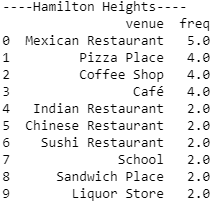 ----Hamilton Heights----
venue freq
0 Mexican Restaurant 5.0
1 Pizza Place 4.0
2 Coffee Shop 4.0
3 Café 4.0
4 Indian Restaurant 2.0
5 Chinese Restaurant 2.0
6 Sushi Restaurant 2.0
7 School 2.0
8 Sandwich Place 2.0
9 Liquor Store 2.0